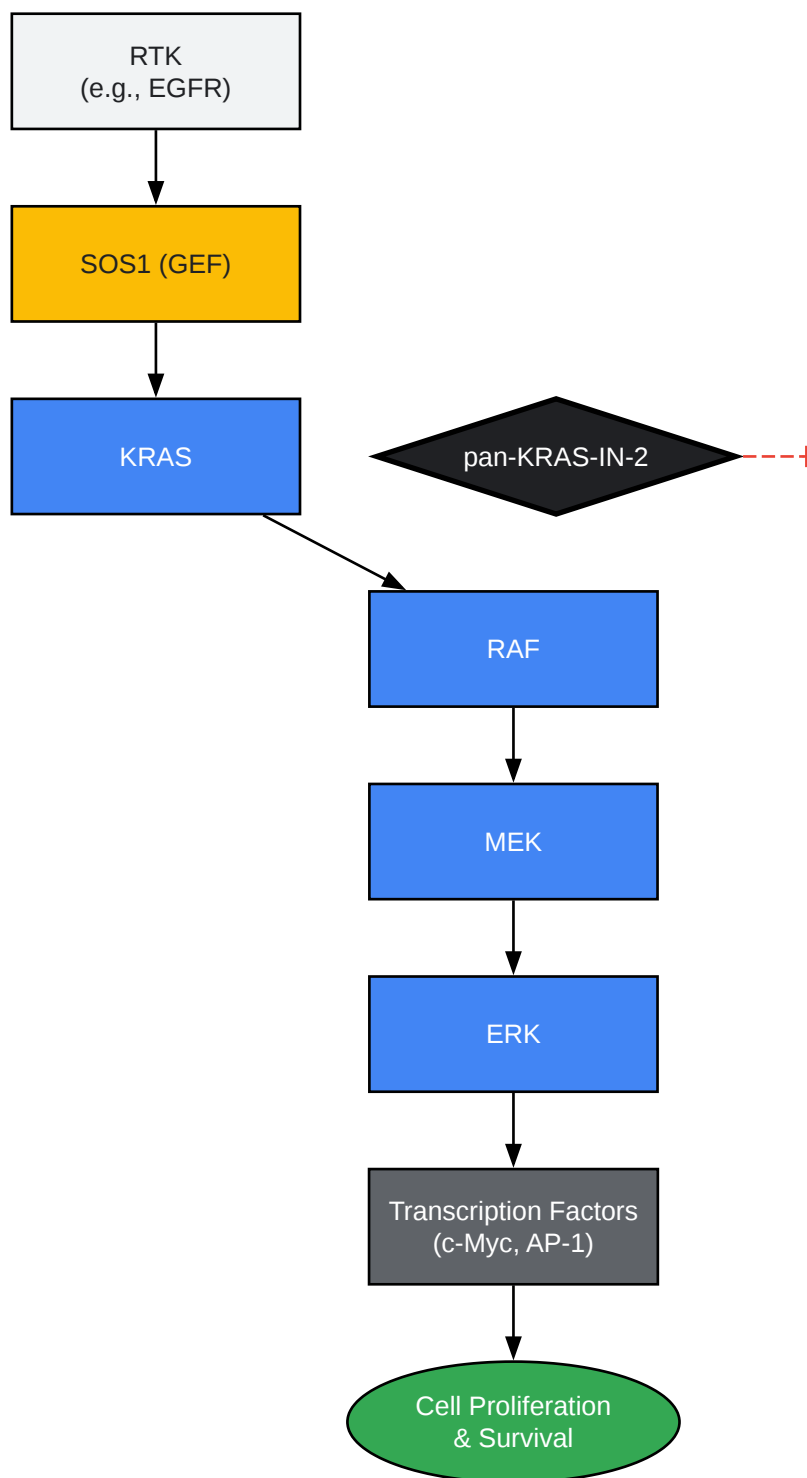 RTK
(e.g., EGFR)
SOS1 (GEF)
KRAS
pan-KRAS-IN-2
RAF
MEK
ERK
Transcription Factors
(c-Myc, AP-1)
Cell Proliferation
& Survival